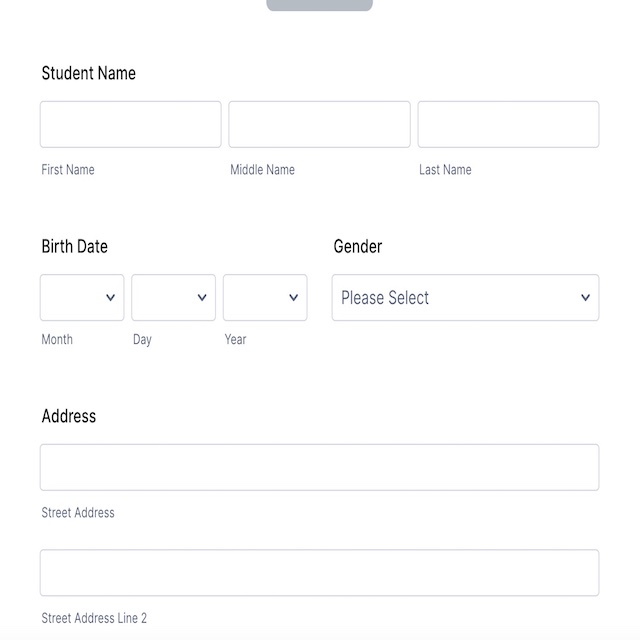 Student Name
First Name Middle Name Last Name
Birth Date Gender
Please Select
Month Day Year
Address
Street Address
Street Address Line 2